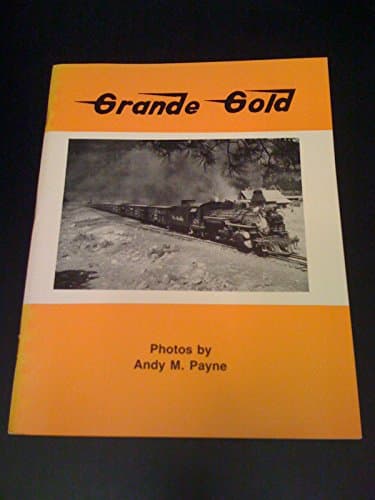 Grande Gold
Photos by
Andy M. Payne